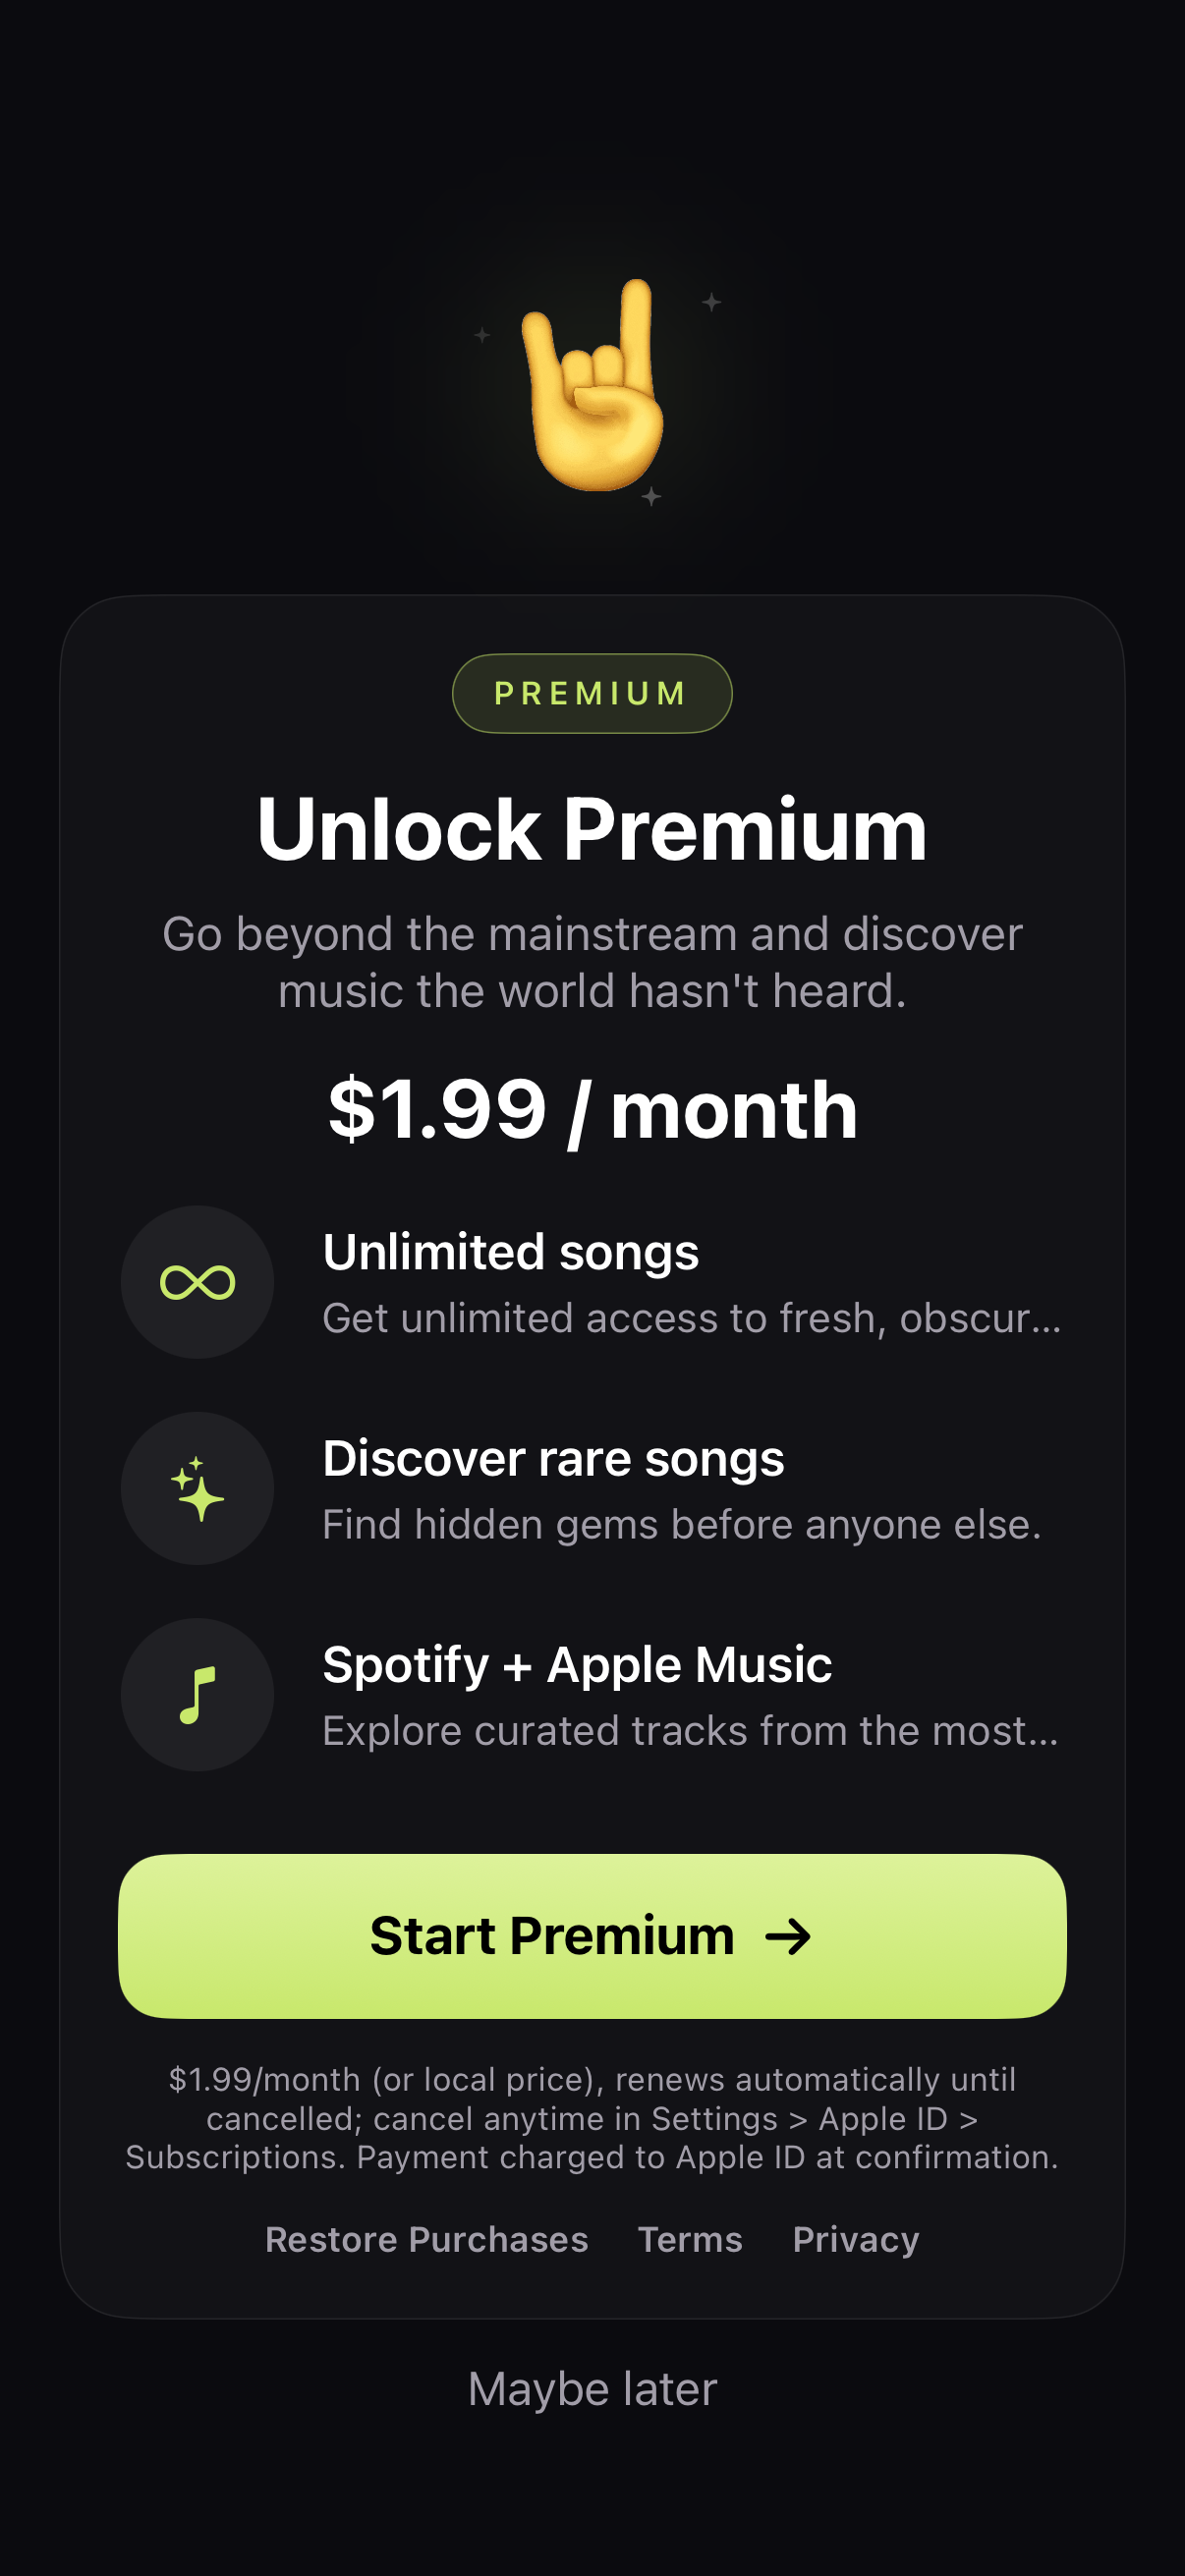 PREMIUM
Unlock Premium
Go beyond the mainstream and discover
music the world hasn't heard.
$1.99 / month
Unlimited songs
Get unlimited access to fresh, obscur...
Discover rare songs
Find hidden gems before anyone else.
Spotify + Apple Music
Explore curated tracks from the most...
Start Premium →
$1.99/month (or local price), renews automatically until
cancelled; cancel anytime in Settings > Apple ID >
Subscriptions. Payment charged to Apple ID at confirmation.
Restore Purchases Terms Privacy
Maybe later